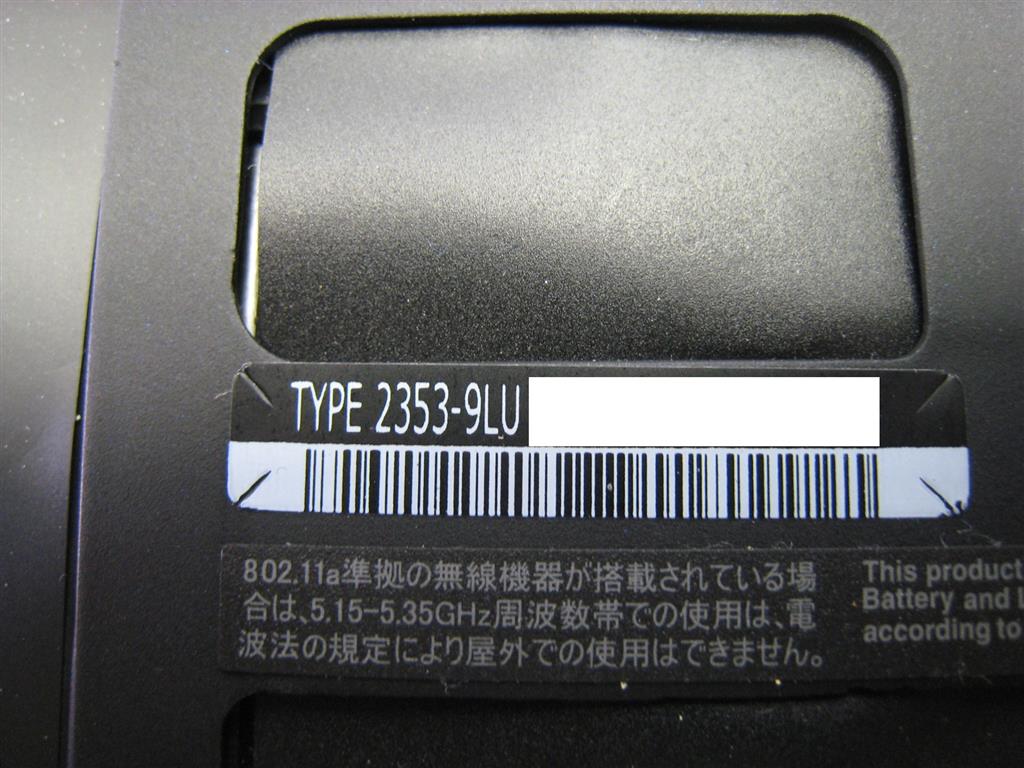 TYPE 2353-9LU
802.11a準拠の無線機器が搭載されている場
合は、5.15-5.35GHz周波数帯での使用は、電
波法の規定により屋外での使用はできません。
This product
Battery and
according to